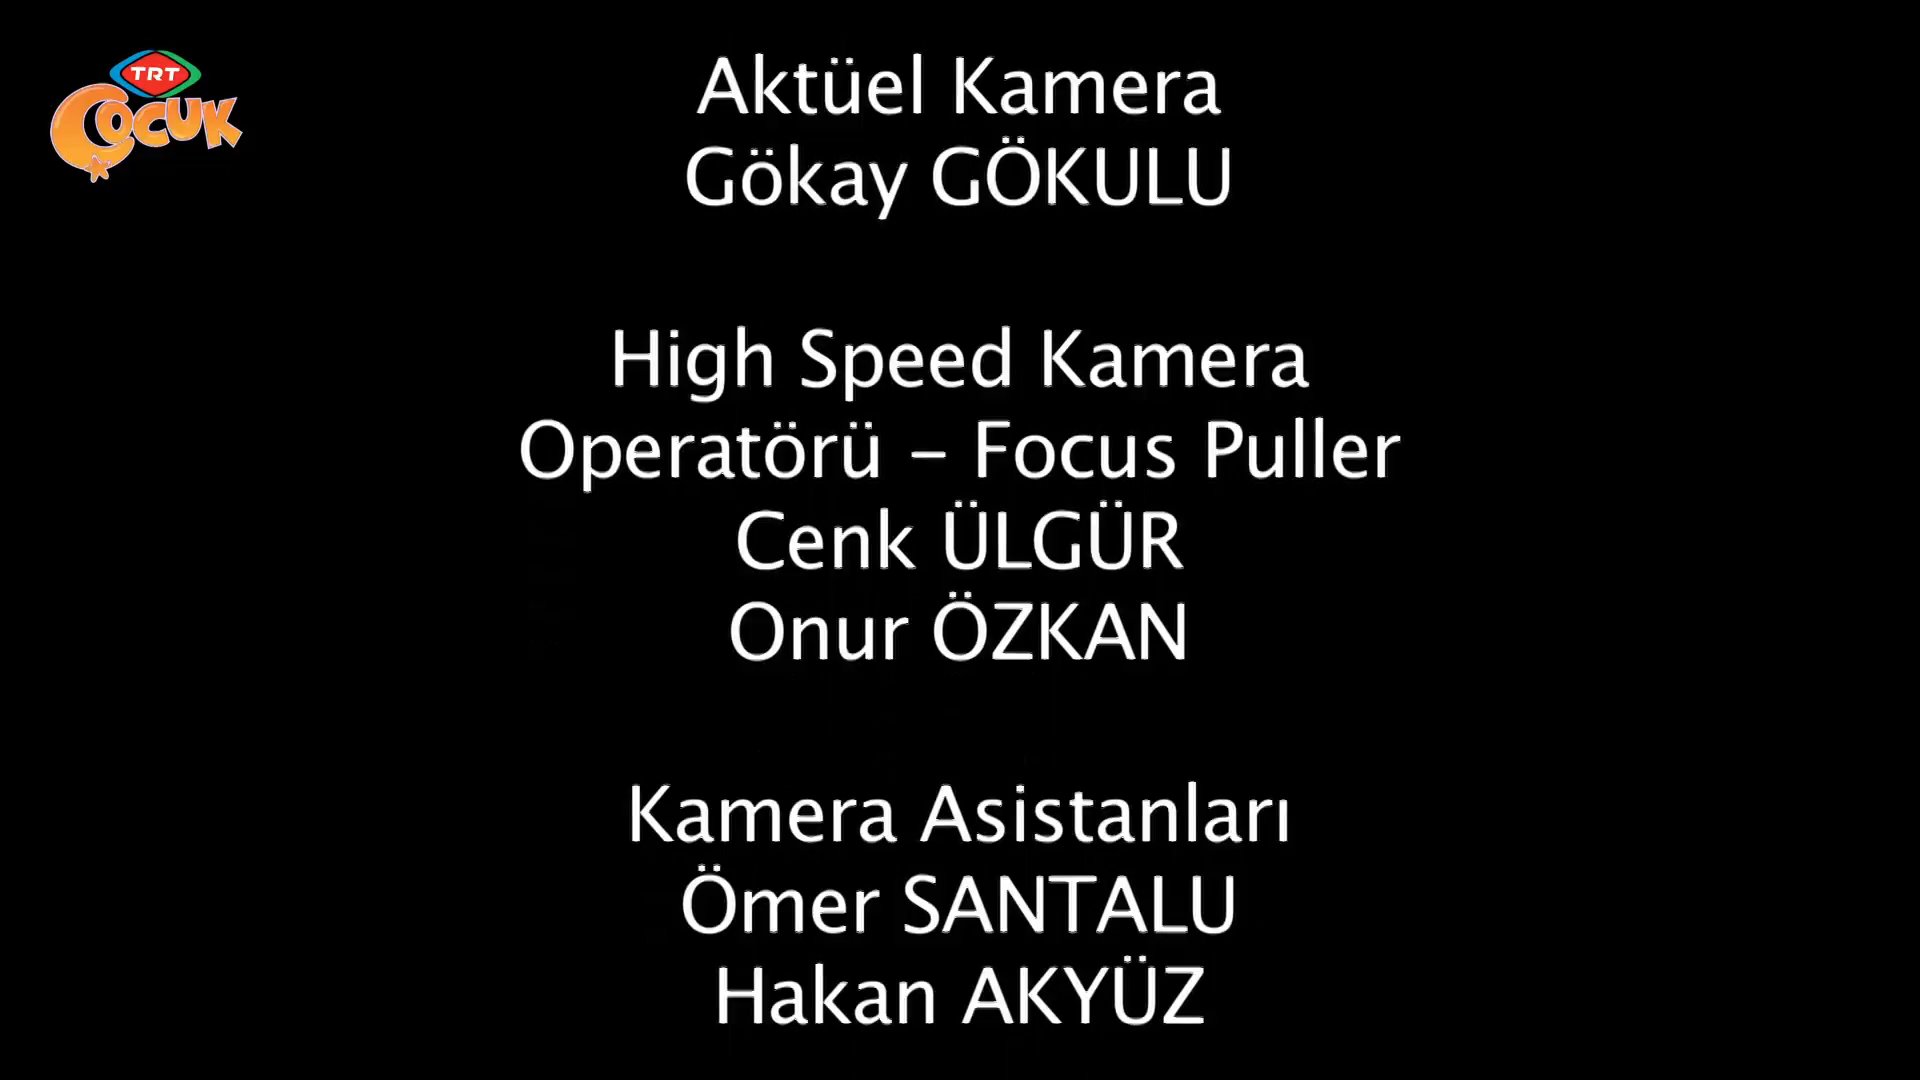 TRT
ÇOCUK
Aktüel Kamera
Gökay GÖKULU
High Speed Kamera
Operatörü - Focus Puller
Cenk ÜLGÜR
Onur ÖZKAN
Kamera Asistanları
Ömer SANTALU
Hakan AKYÜZ